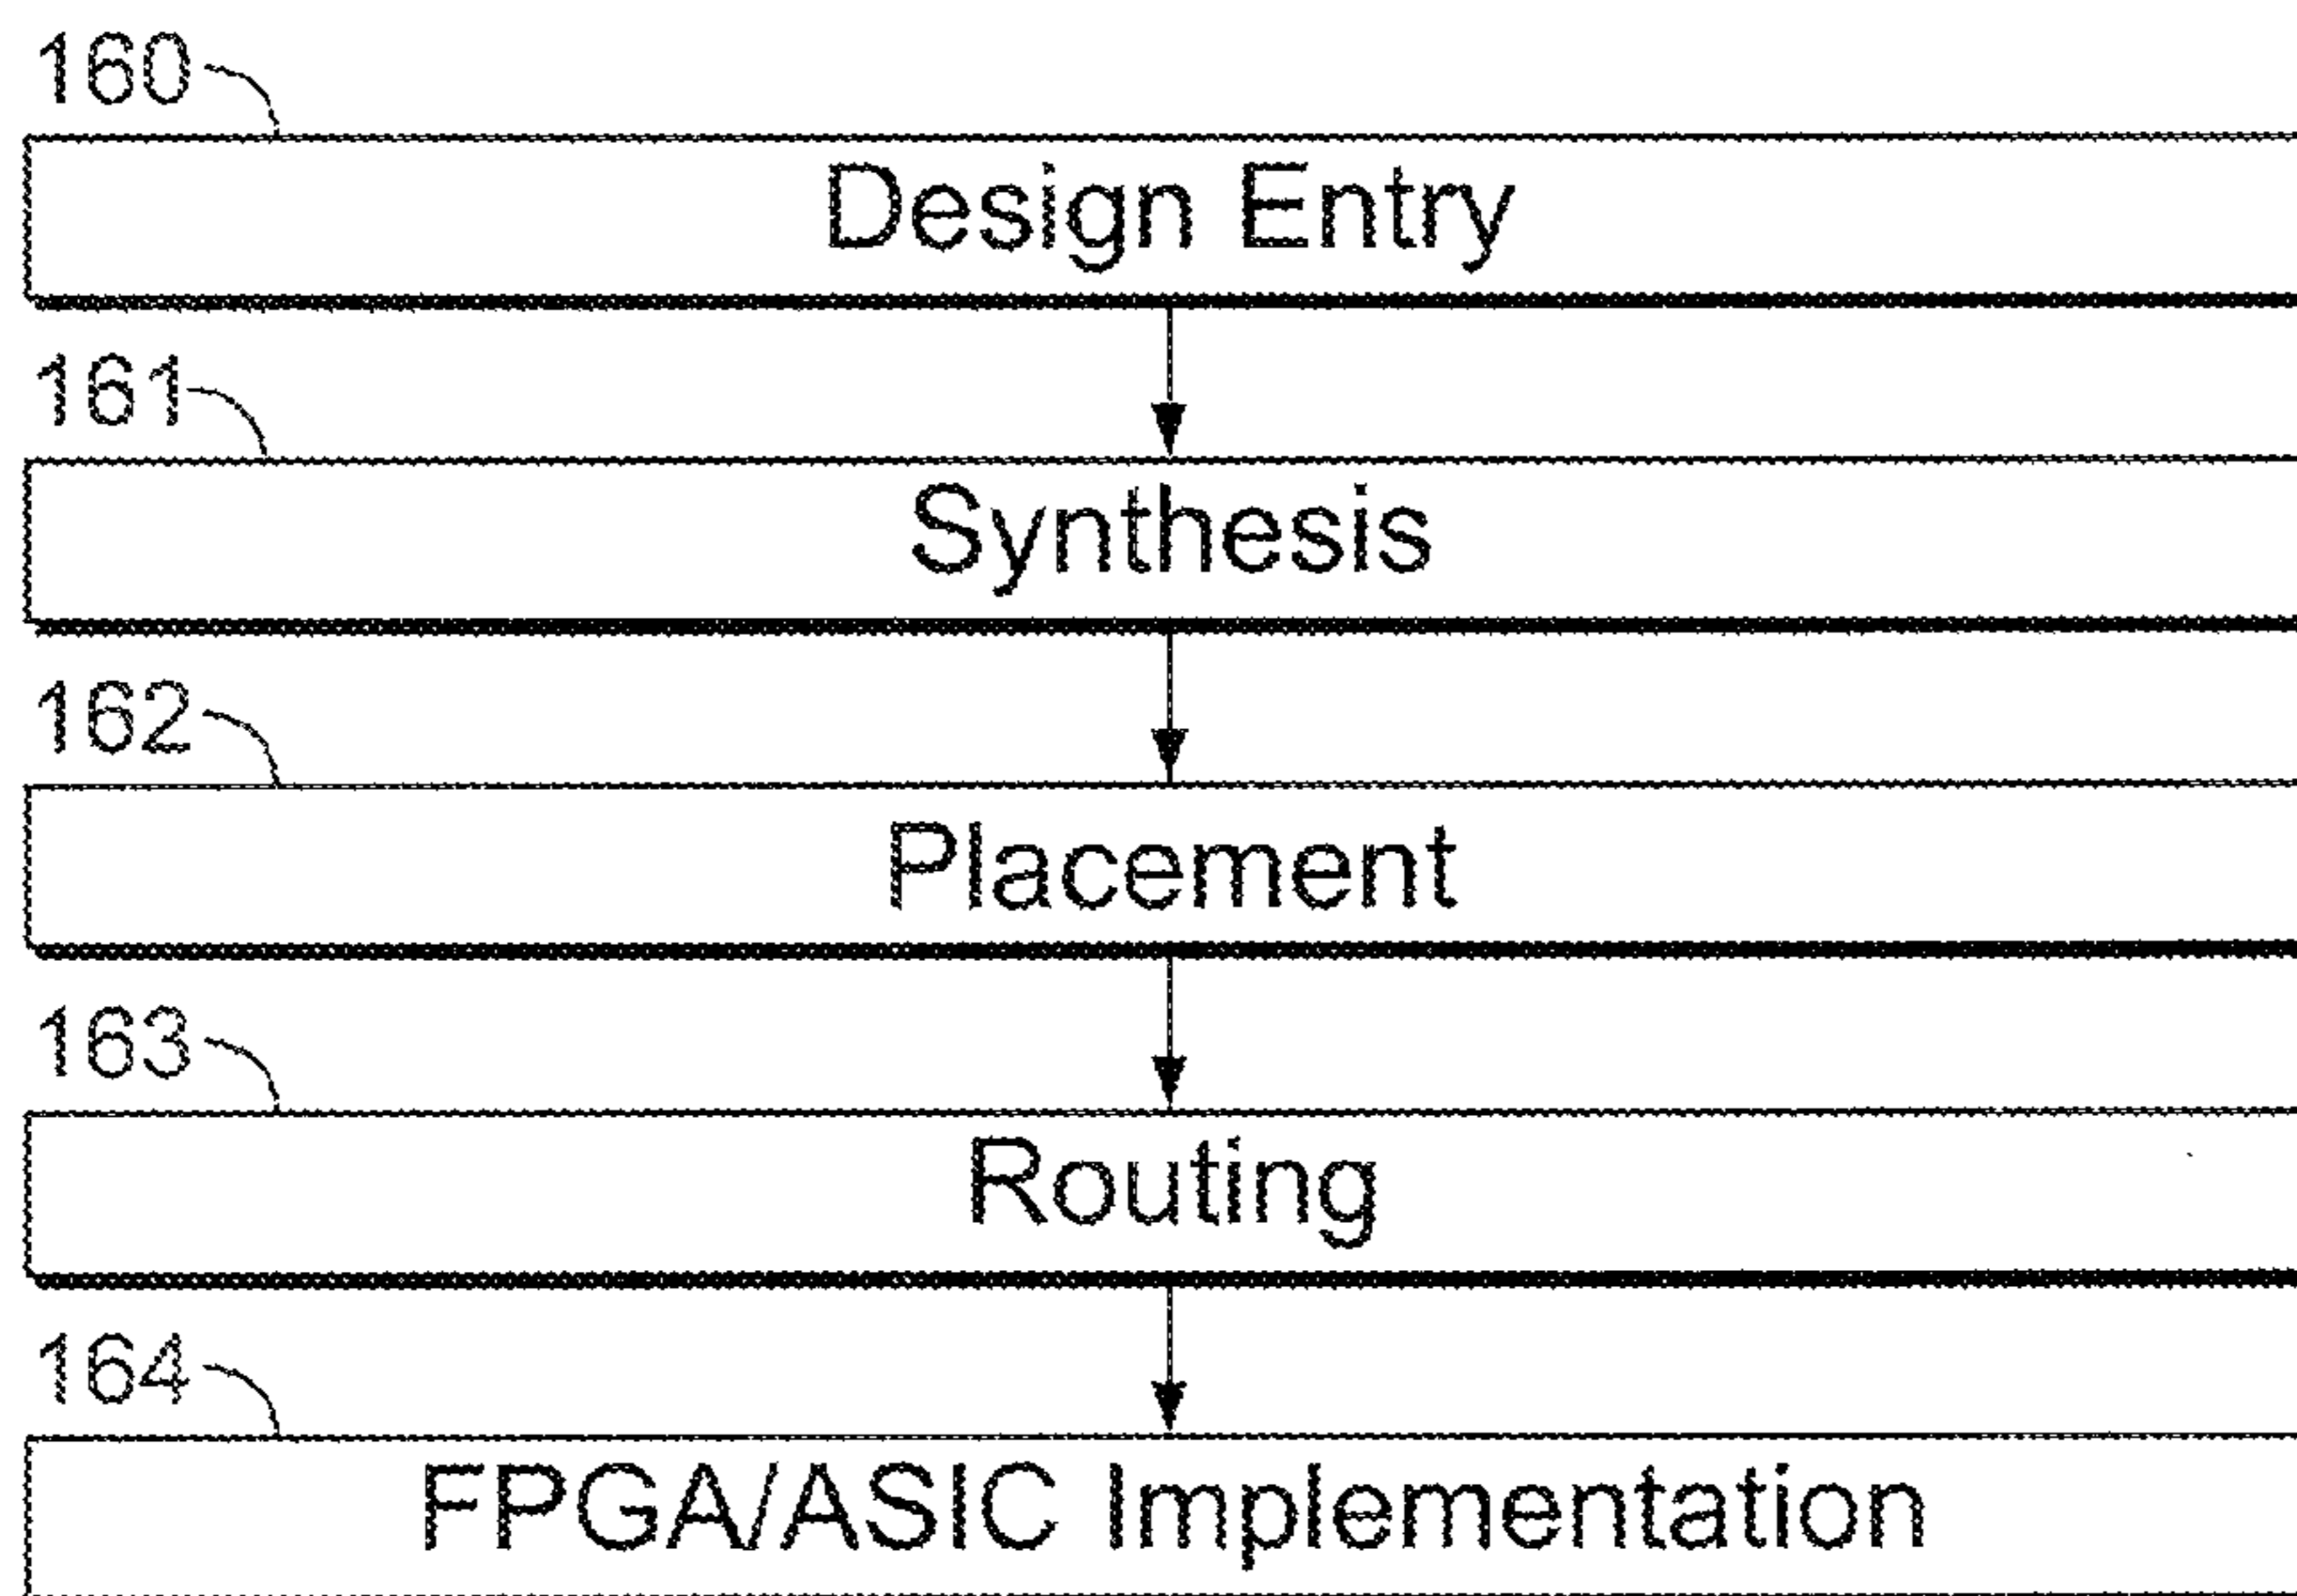 160
Design Entry
161
Synthesis
162
Placement
163
Routing
164
FPGA/ASIC Implementation